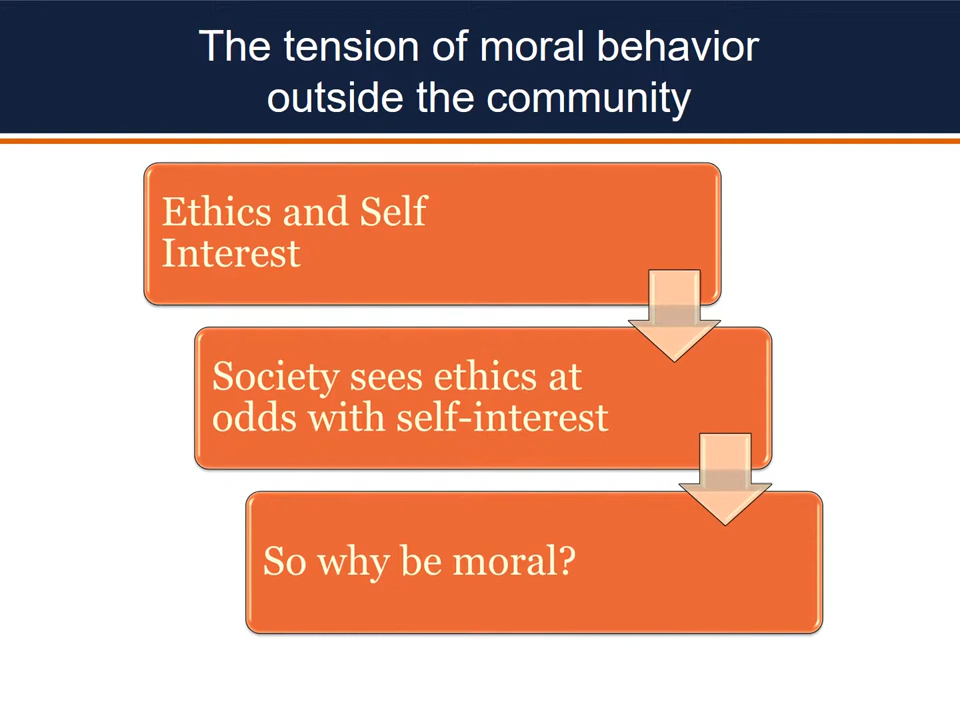 The tension of moral behavior
outside the community
Ethics and Self
Interest
Society sees ethics at
odds with self-interest
So why be moral?